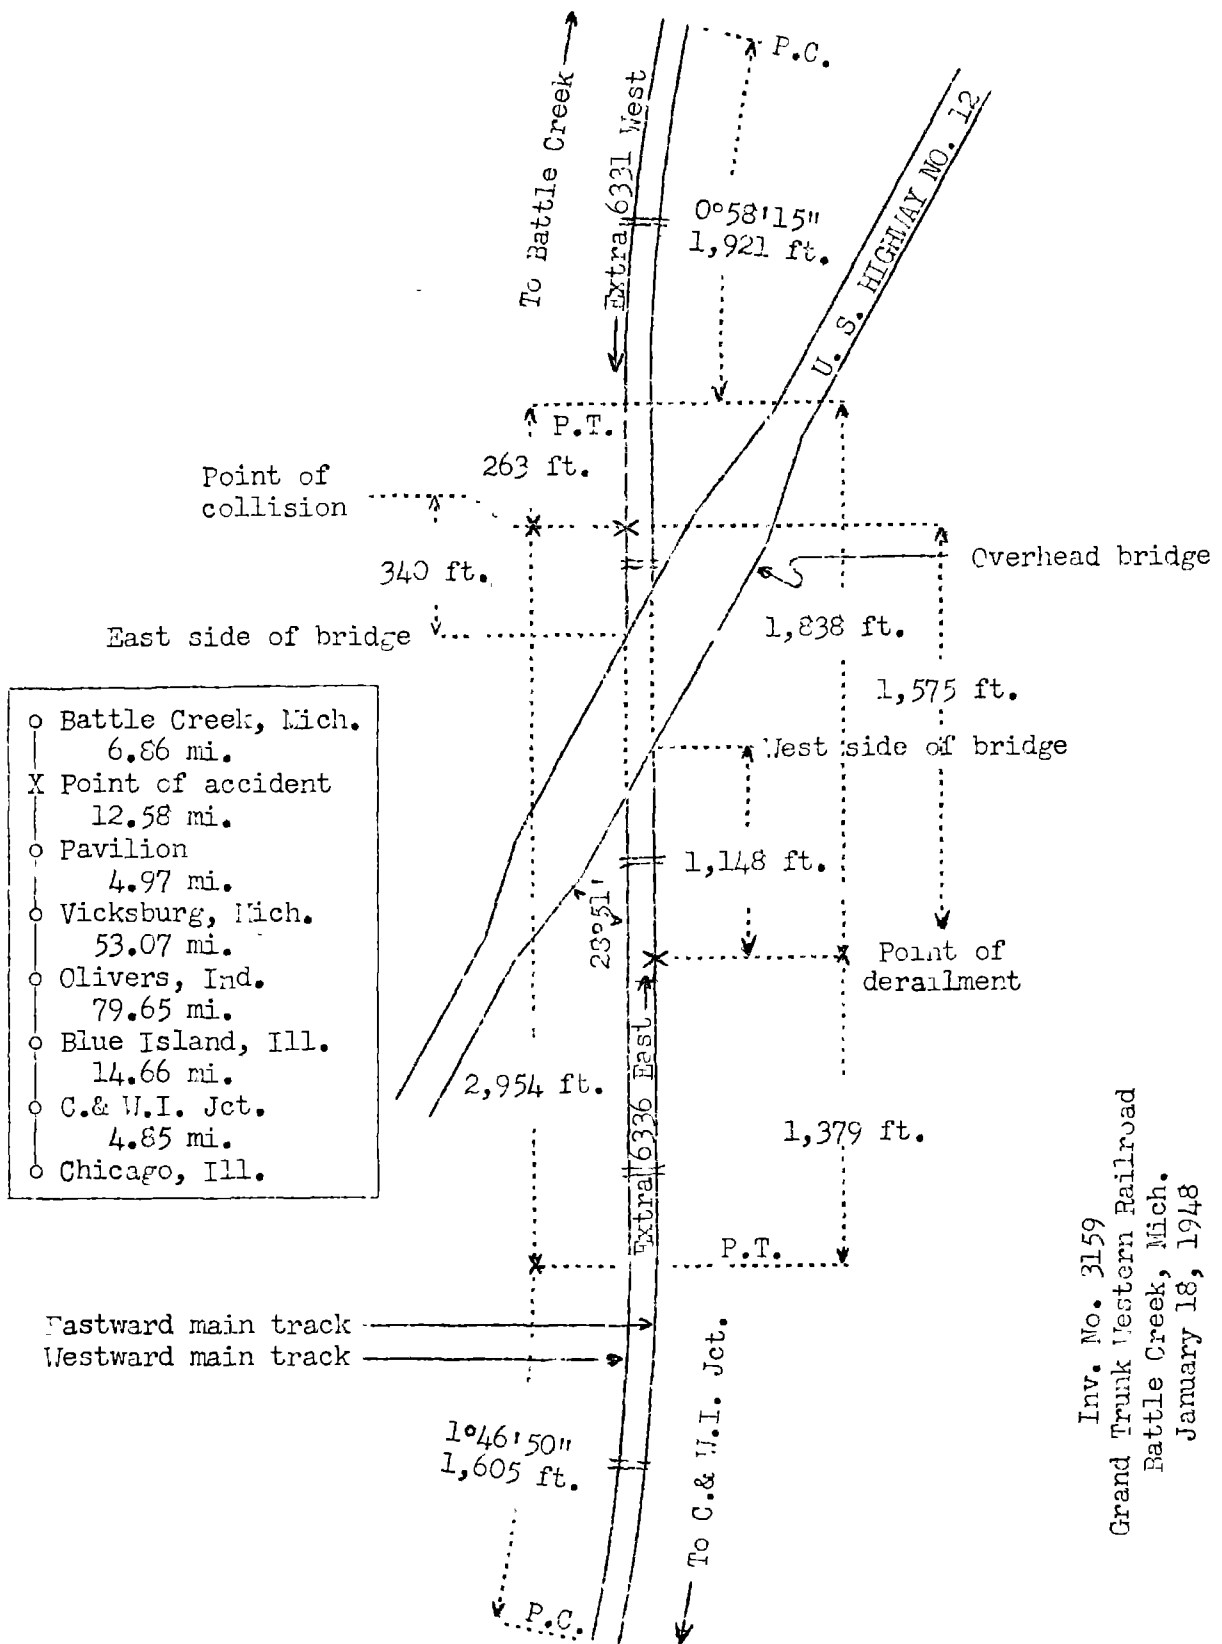 P.C.
To Battle Creek
Extra 6331 West
0°58'15"
1,921 ft.
U. S. HIGHWAY NO. 12
P.T.
263 ft.
Point of
collision
340 ft.
Overhead bridge
East side of bridge
1,838 ft.
1,575 ft.
West side of bridge
Battle Creek, Mich.
6.86 mi.
X Point of accident
12.58 mi.
Pavilion
4.97 mi.
Vicksburg, Mich.
53.07 mi.
Olivers, Ind.
79.65 mi.
Blue Island, Ill.
14.66 mi.
C.& W.I. Jct.
4.85 mi.
Chicago, Ill.
1,148 ft.
23°51'
Point of
derailment
Extra 6336 East
2,954 ft.
1,379 ft.
P.T.
Eastward main track
Westward main track
1°46'50"
1,605 ft.
To C.& W.I. Jct.
P.C.
Inv. No. 3159
Grand Trunk Western Railroad
Battle Creek, Mich.
January 18, 1948